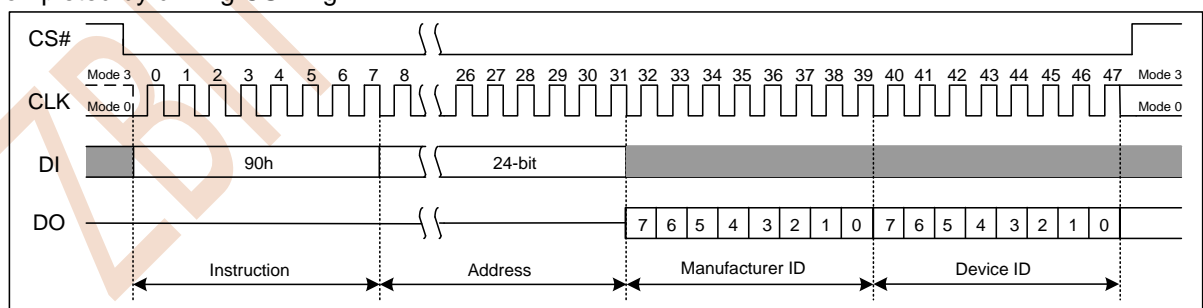 CS#
Mode 3 0 1 2 3 4 5 6 7 8 26 27 28 29 30 31 32 33 34 35 36 37 38 39 40 41 42 43 44 45 46 47 Mode 3
CLK
Mode 0 Mode 0
DI 90h 24-bit
DO 7 6 5 4 3 2 1 0 7 6 5 4 3 2 1 0
Instruction Address Manufacturer ID Device ID